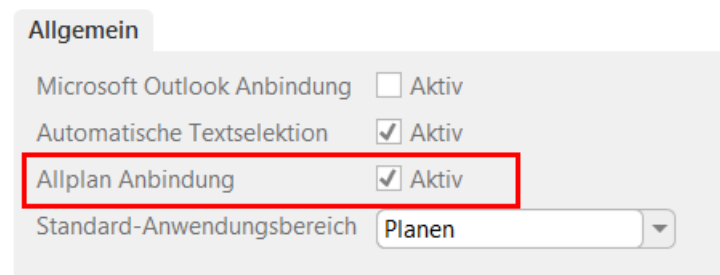 Allgemein
Microsoft Outlook Anbindung Aktiv
Automatische Textselektion Aktiv
Allplan Anbindung Aktiv
Standard-Anwendungsbereich Planen